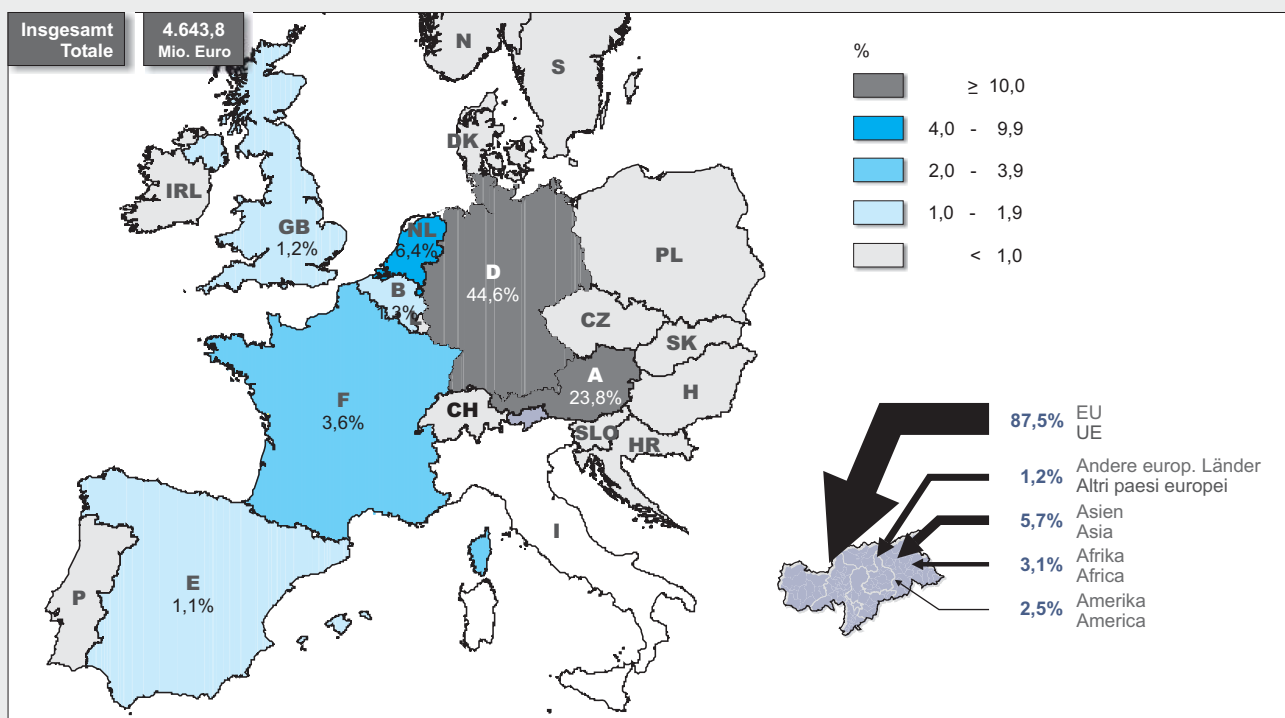 Insgesamt
Totale
4.643,8
Mio. Euro
%
≥ 10,0
4,0 - 9,9
2,0 - 3,9
1,0 - 1,9
< 1,0
N
S
DK
IRL
GB
1,2%
NL
6,4%
PL
D
44,6%
B
1,3%
L
CZ
SK
A
23,8%
H
F
3,6%
CH
SLO
HR
I
P
E
1,1%
87,5% EU
UE
1,2% Andere europ. Länder
Altri paesi europei
5,7% Asien
Asia
3,1% Afrika
Africa
2,5% Amerika
America